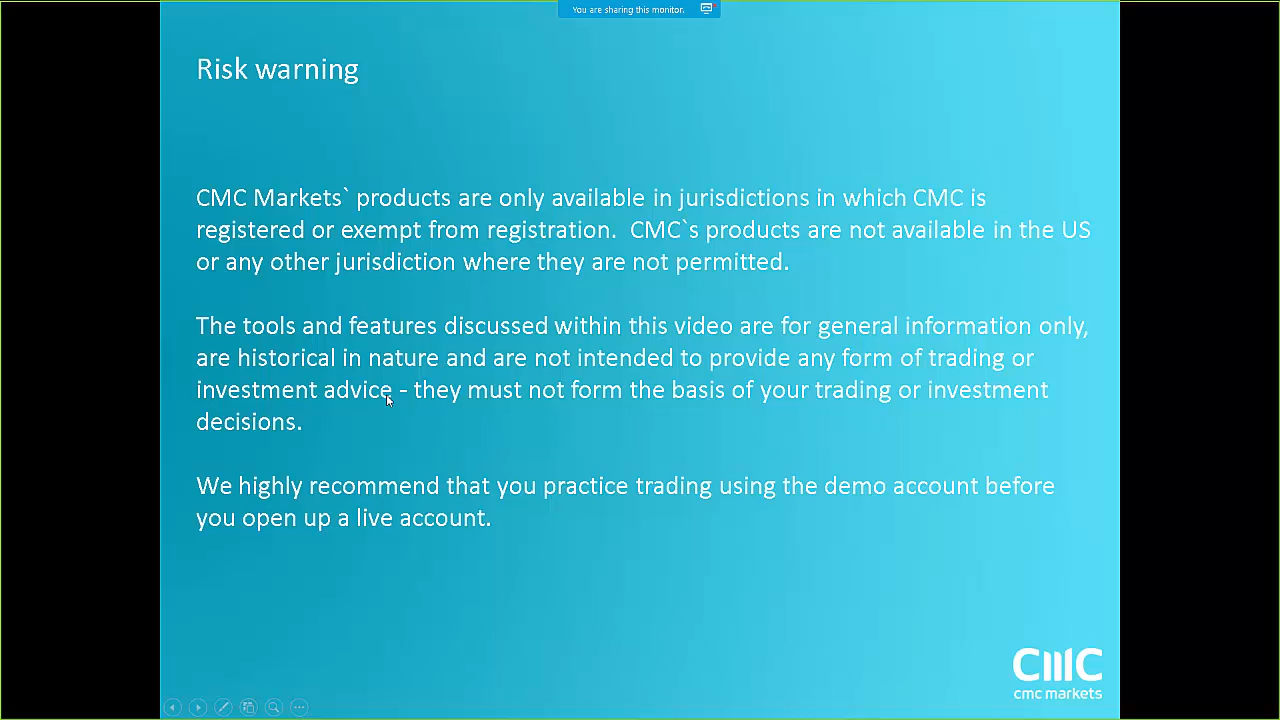 You are sharing this monitor.
Risk warning
CMC Markets` products are only available in jurisdictions in which CMC is
registered or exempt from registration.  CMC`s products are not available in the US
or any other jurisdiction where they are not permitted.
The tools and features discussed within this video are for general information only,
are historical in nature and are not intended to provide any form of trading or
investment advice - they must not form the basis of your trading or investment
decisions.
We highly recommend that you practice trading using the demo account before
you open up a live account.
CMC
cmc markets